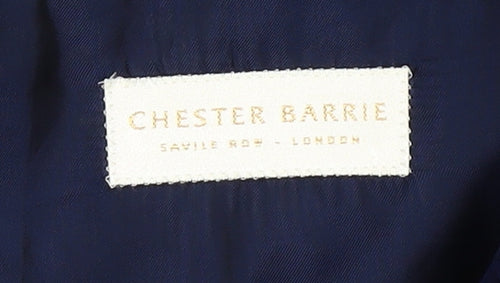 CHESTER BARRIE
SAVILE ROW - LONDON